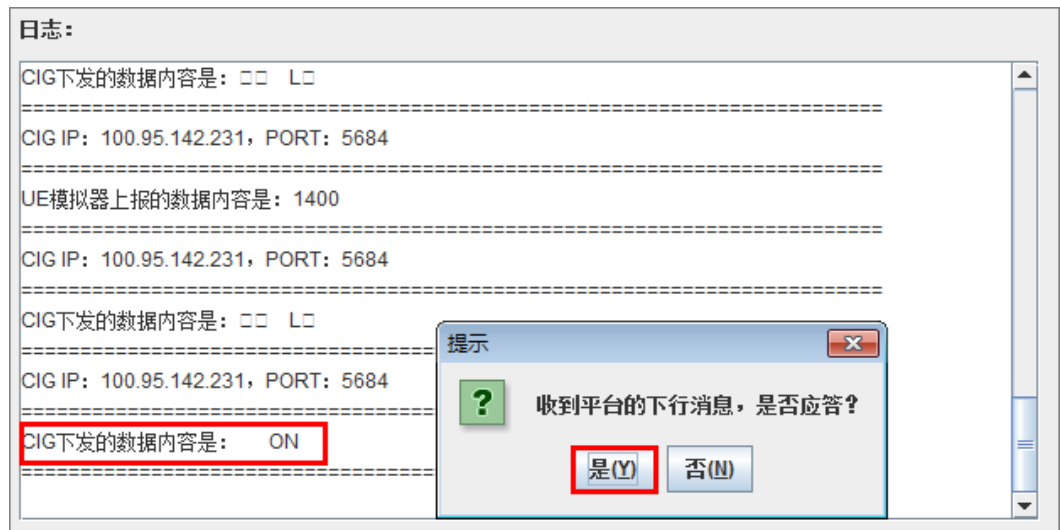 日志：
CIG下发的数据内容是：□□ L□
=========================================================================
CIG IP：100.95.142.231，PORT：5684
=========================================================================
UE模拟器上报的数据内容是：1400
=========================================================================
CIG IP：100.95.142.231，PORT：5684
=========================================================================
CIG下发的数据内容是：□□ L□
===================================
CIG IP：100.95.142.231，PORT：5684
===================================
CIG下发的数据内容是： ON
===================================
提示
?
收到平台的下行消息，是否应答？
是(Y) 否(N)